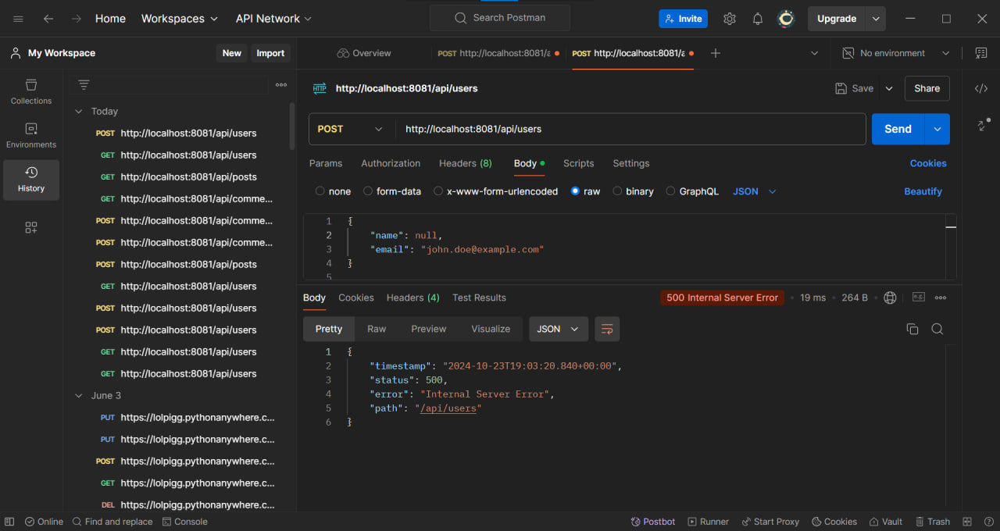 Home Workspaces API Network Search Postman Invite Upgrade
My Workspace New Import Overview POST http://localhost:8081/a POST http://localhost:8081/a No environment
Collections
Environments
History
Today
POST http://localhost:8081/api/users
GET http://localhost:8081/api/users
GET http://localhost:8081/api/posts
GET http://localhost:8081/api/comme...
POST http://localhost:8081/api/comme...
POST http://localhost:8081/api/comme...
POST http://localhost:8081/api/posts
GET http://localhost:8081/api/users
POST http://localhost:8081/api/users
POST http://localhost:8081/api/users
GET http://localhost:8081/api/users
GET http://localhost:8081/api/users
June 3
PUT https://lolpigg.pythonanywhere.c...
PUT https://lolpigg.pythonanywhere.c...
POST https://lolpigg.pythonanywhere.c...
GET https://lolpigg.pythonanywhere.c...
DEL https://lolpigg.pythonanywhere.c...
HTTP http://localhost:8081/api/users Save Share
POST http://localhost:8081/api/users Send
Params Authorization Headers (8) Body Scripts Settings Cookies
none form-data x-www-form-urlencoded raw binary GraphQL JSON Beautify
1 {
2 "name": null,
3 "email": "john.doe@example.com"
4 }
5
Body Cookies Headers (4) Test Results 500 Internal Server Error 19 ms 264 B
Pretty Raw Preview Visualize JSON
1 {
2 "timestamp": "2024-10-23T19:03:20.840+00:00",
3 "status": 500,
4 "error": "Internal Server Error",
5 "path": "/api/users"
6 }
Online Find and replace Console Postbot Runner Start Proxy Cookies Vault Trash